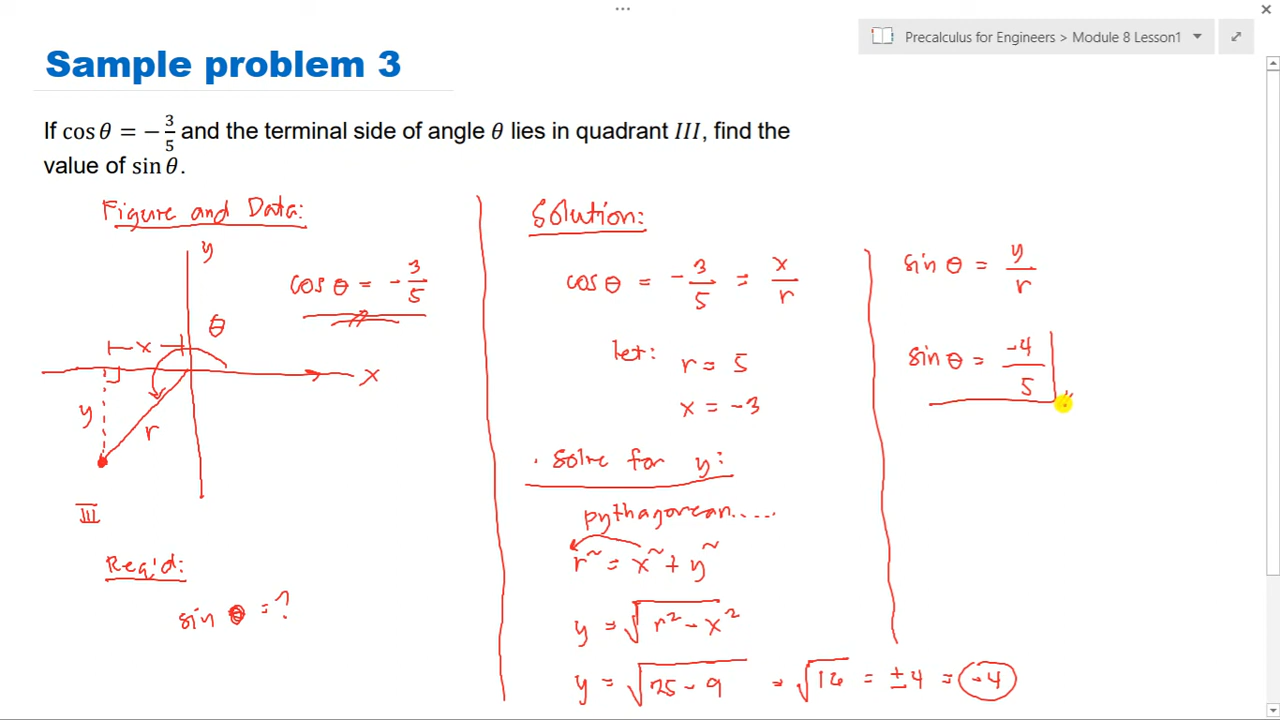 ...
Precalculus for Engineers > Module 8 Lesson1
Sample problem 3
If cos θ = −3/5 and the terminal side of angle θ lies in quadrant III, find the
value of sin θ.
Figure and Data:
y
cos θ = -3/5
θ
x
x
y
r
III
Req'd:
sin θ = ?
Solution:
cos θ = -3/5 = x/r
let: r = 5
x = -3
. Solve for y:
pythagorean.....
r~ = x~ + y~
y = √r² - x²
y = √25 - 9 = √16 = ±4 = -4
sin θ = y/r
sin θ = -4/5